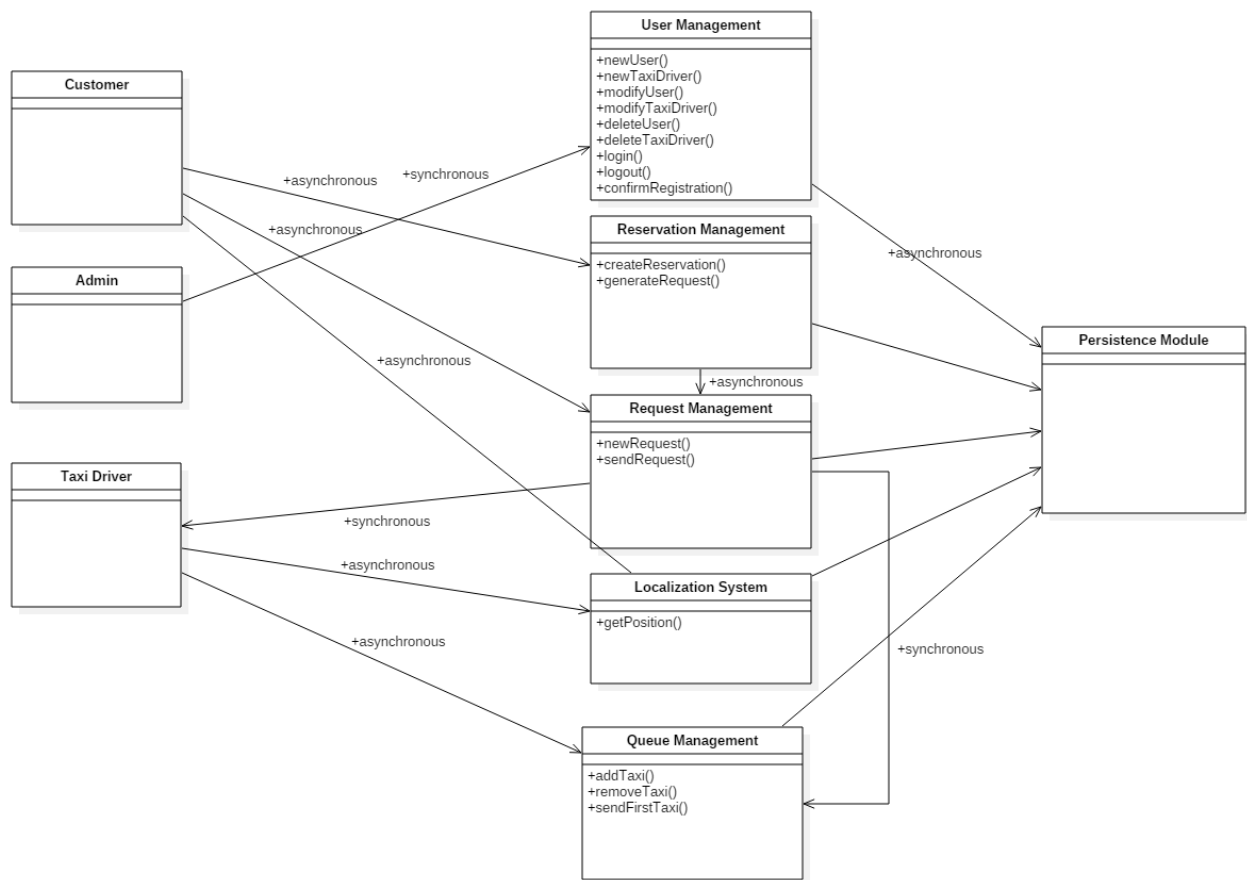 User Management
+newUser()
+newTaxiDriver()
+modifyUser()
+modifyTaxiDriver()
+deleteUser()
+deleteTaxiDriver()
+login()
+logout()
+confirmRegistration()
Customer
+asynchronous
+synchronous
+asynchronous
Admin
Reservation Management
+createReservation()
+generateRequest()
+asynchronous
Persistence Module
+asynchronous
+asynchronous
Request Management
+newRequest()
+sendRequest()
Taxi Driver
+synchronous
+asynchronous
Localization System
+getPosition()
+asynchronous
+synchronous
Queue Management
+addTaxi()
+removeTaxi()
+sendFirstTaxi()